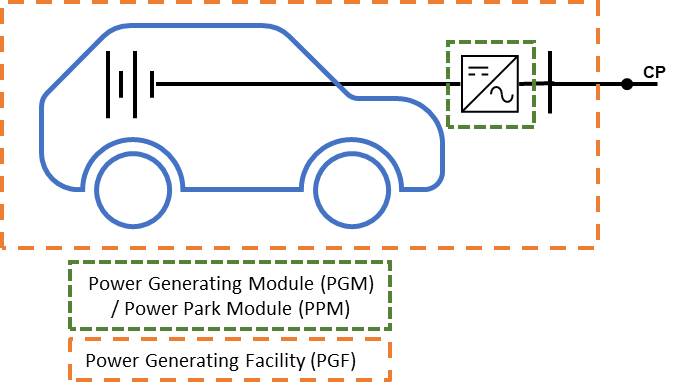 CP
Power Generating Module (PGM)
/ Power Park Module (PPM)
Power Generating Facility (PGF)